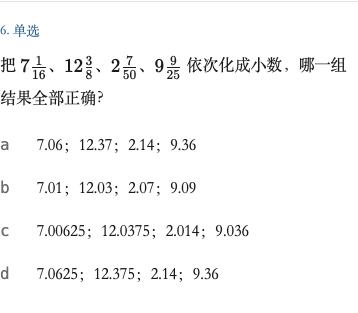 6. 单选
把 7 1/16、12 3/8、2 7/50、9 9/25 依次化成小数，哪一组
结果全部正确？
a 7.06；12.37；2.14；9.36
b 7.01；12.03；2.07；9.09
c 7.00625；12.0375；2.014；9.036
d 7.0625；12.375；2.14；9.36